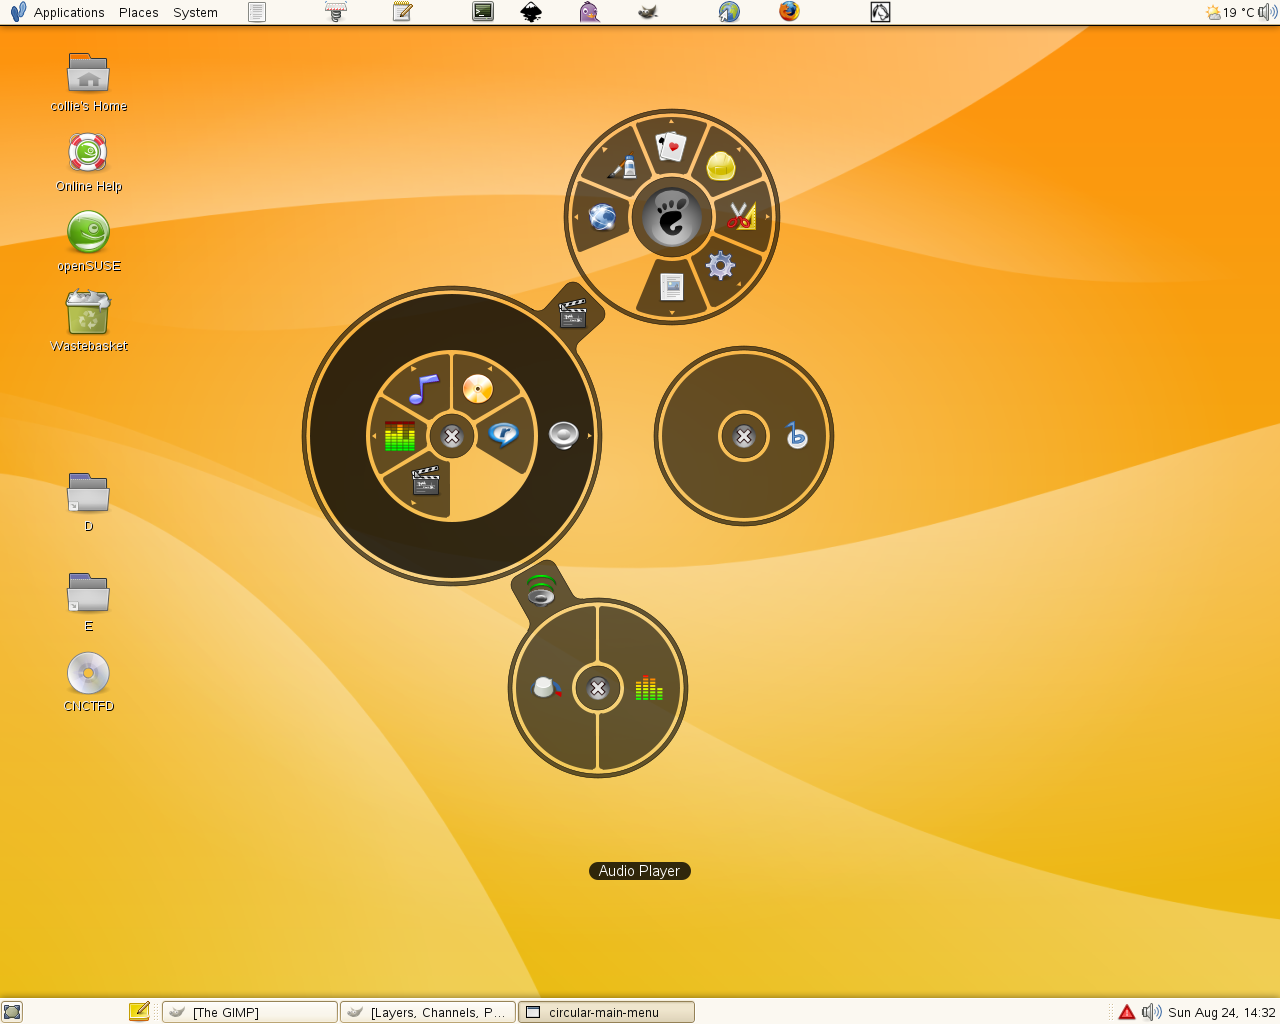 Applications Places System
19 °C
collie's Home
Online Help
openSUSE
Wastebasket
D
E
CNCTFD
Audio Player
[The GIMP]
[Layers, Channels, P...
circular-main-menu
Sun Aug 24, 14:32